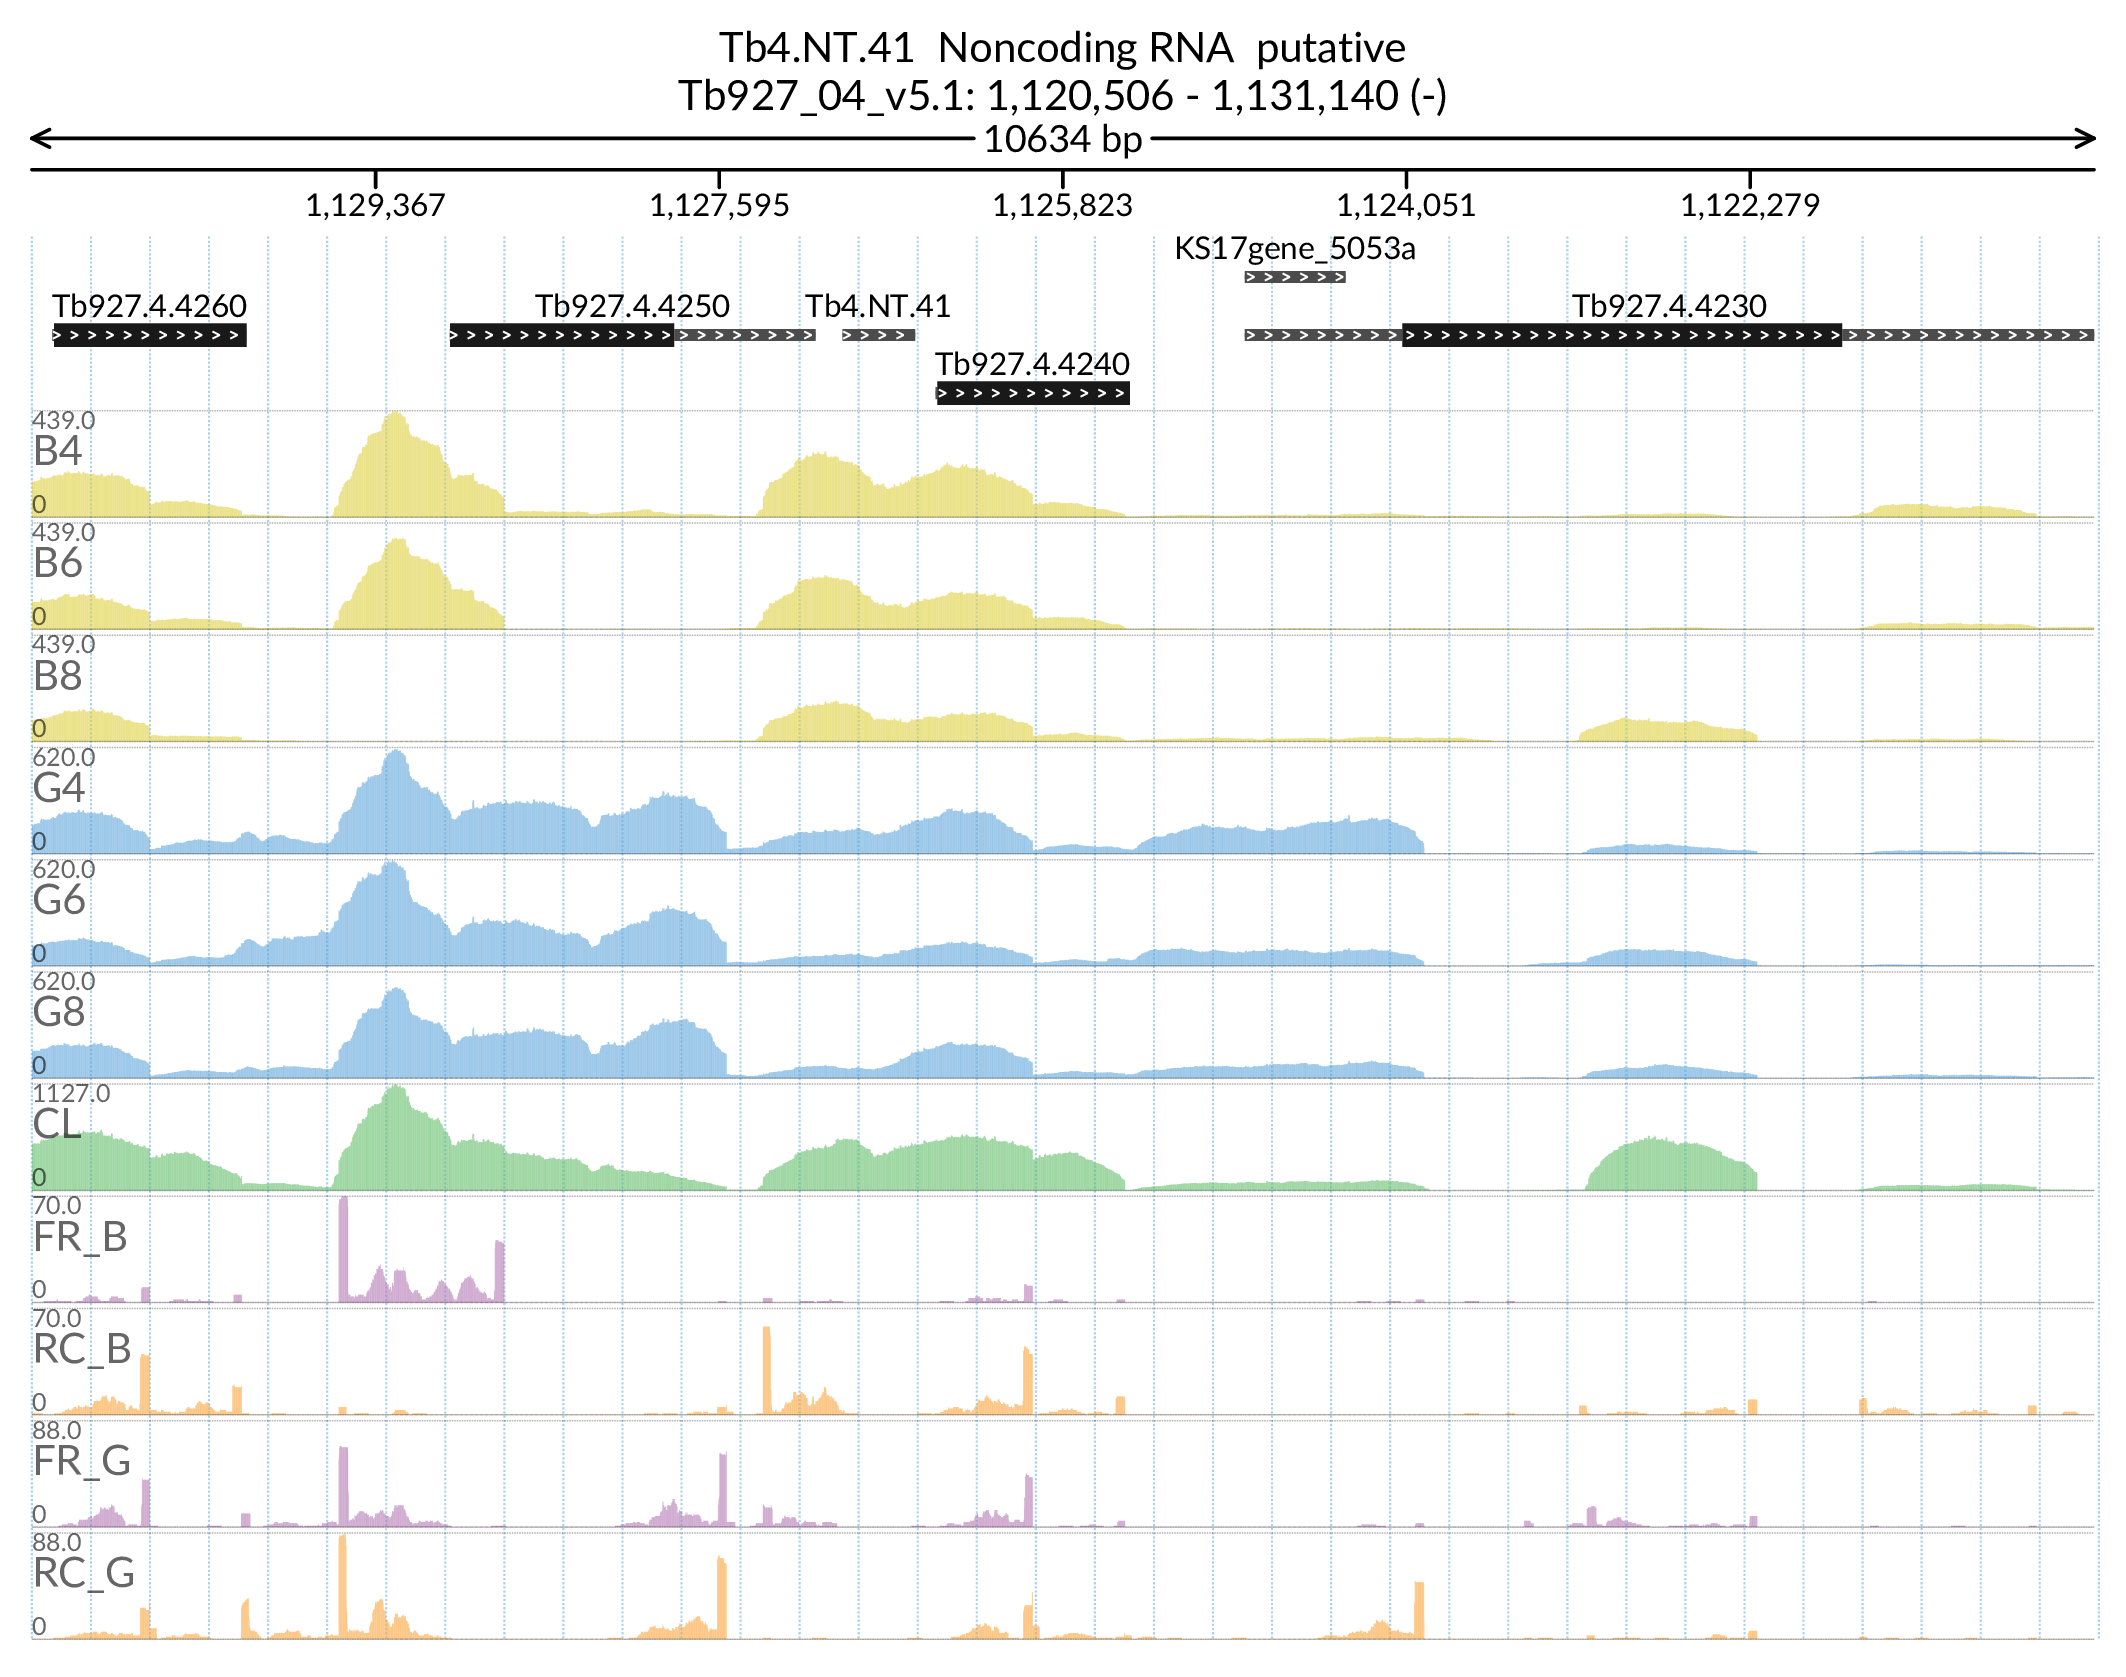 Tb4.NT.41 Noncoding RNA putative
Tb927_04_v5.1: 1,120,506 - 1,131,140 (-)
10634 bp
1,129,367 1,127,595 1,125,823 1,124,051 1,122,279
KS17gene_5053a
Tb927.4.4260 Tb927.4.4250 Tb4.NT.41 Tb927.4.4230
Tb927.4.4240
439.0
B4
0
439.0
B6
0
439.0
B8
0
620.0
G4
0
620.0
G6
0
620.0
G8
0
1127.0
CL
0
70.0
FR_B
0
70.0
RC_B
0
88.0
FR_G
0
88.0
RC_G
0